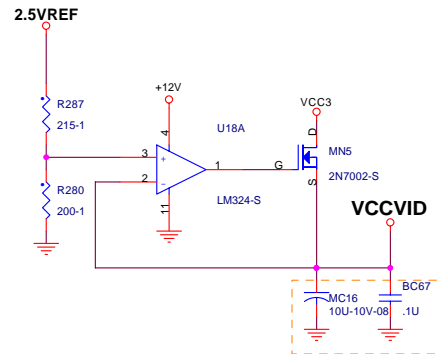 2.5VREF
R287
215-1
R280
200-1
+12V
U18A
4
3
+
2
-
1
11
LM324-S
VCC3
D
G
S
MN5
2N7002-S
VCCVID
MC16
10U-10V-08
BC67
.1U